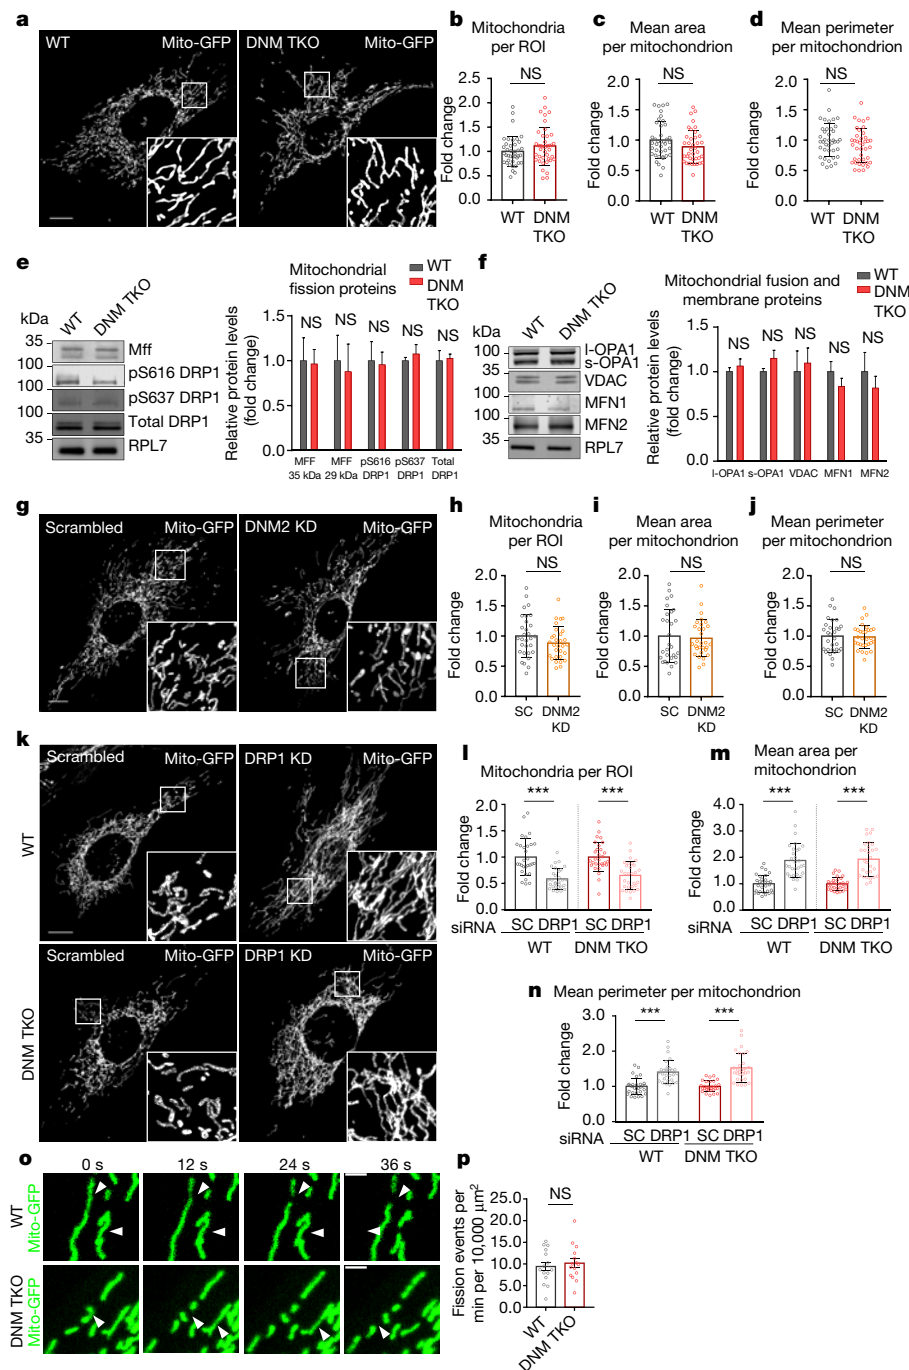 a
WT Mito-GFP
DNM TKO Mito-GFP
b Mitochondria per ROI
NS
Fold change
2.5
2.0
1.5
1.0
0.5
0
WT
DNM TKO
c Mean area per mitochondrion
NS
Fold change
2.0
1.5
1.0
0.5
0
WT
DNM TKO
d Mean perimeter per mitochondrion
NS
Fold change
2.0
1.5
1.0
0.5
0
WT
DNM TKO
e
WT DNM TKO
kDa
35
100
100
100
35
Mff
pS616 DRP1
pS637 DRP1
Total DRP1
RPL7
Mitochondrial fission proteins
WT
DNM TKO
NS NS NS NS NS
Relative protein levels (fold change)
1.5
1.0
0.5
0
MFF 35 kDa
MFF 29 kDa
pS616 DRP1
pS637 DRP1
Total DRP1
f
WT DNM TKO
kDa
100
35
100
100
35
l-OPA1
s-OPA1
VDAC
MFN1
MFN2
RPL7
Mitochondrial fusion and membrane proteins
WT
DNM TKO
NS NS NS NS NS
Relative protein levels (fold change)
1.5
1.0
0.5
0
l-OPA1 s-OPA1 VDAC MFN1 MFN2
g
Scrambled Mito-GFP
DNM2 KD Mito-GFP
h Mitochondria per ROI
NS
Fold change
2.0
1.5
1.0
0.5
0.0
SC
DNM2 KD
i Mean area per mitochondrion
NS
Fold change
2.0
1.5
1.0
0.5
0.0
SC
DNM2 KD
j Mean perimeter per mitochondrion
NS
Fold change
2.0
1.5
1.0
0.5
0.0
SC
DNM2 KD
k
WT
Scrambled Mito-GFP
DRP1 KD Mito-GFP
DNM TKO
Scrambled Mito-GFP
DRP1 KD Mito-GFP
l Mitochondria per ROI
*** ***
Fold change
2.0
1.5
1.0
0.5
0.0
siRNA SC DRP1 SC DRP1
WT DNM TKO
m Mean area per mitochondrion
*** ***
Fold change
4.0
3.0
2.0
1.0
0.0
siRNA SC DRP1 SC DRP1
WT DNM TKO
n Mean perimeter per mitochondrion
*** ***
Fold change
3.0
2.0
1.0
0.0
siRNA SC DRP1 SC DRP1
WT DNM TKO
o
0 s 12 s 24 s 36 s
WT
Mito-GFP
DNM TKO
Mito-GFP
p
NS
Fission events per min per 10,000 μm²
25.0
20.0
15.0
10.0
5.0
0.0
WT
DNM TKO